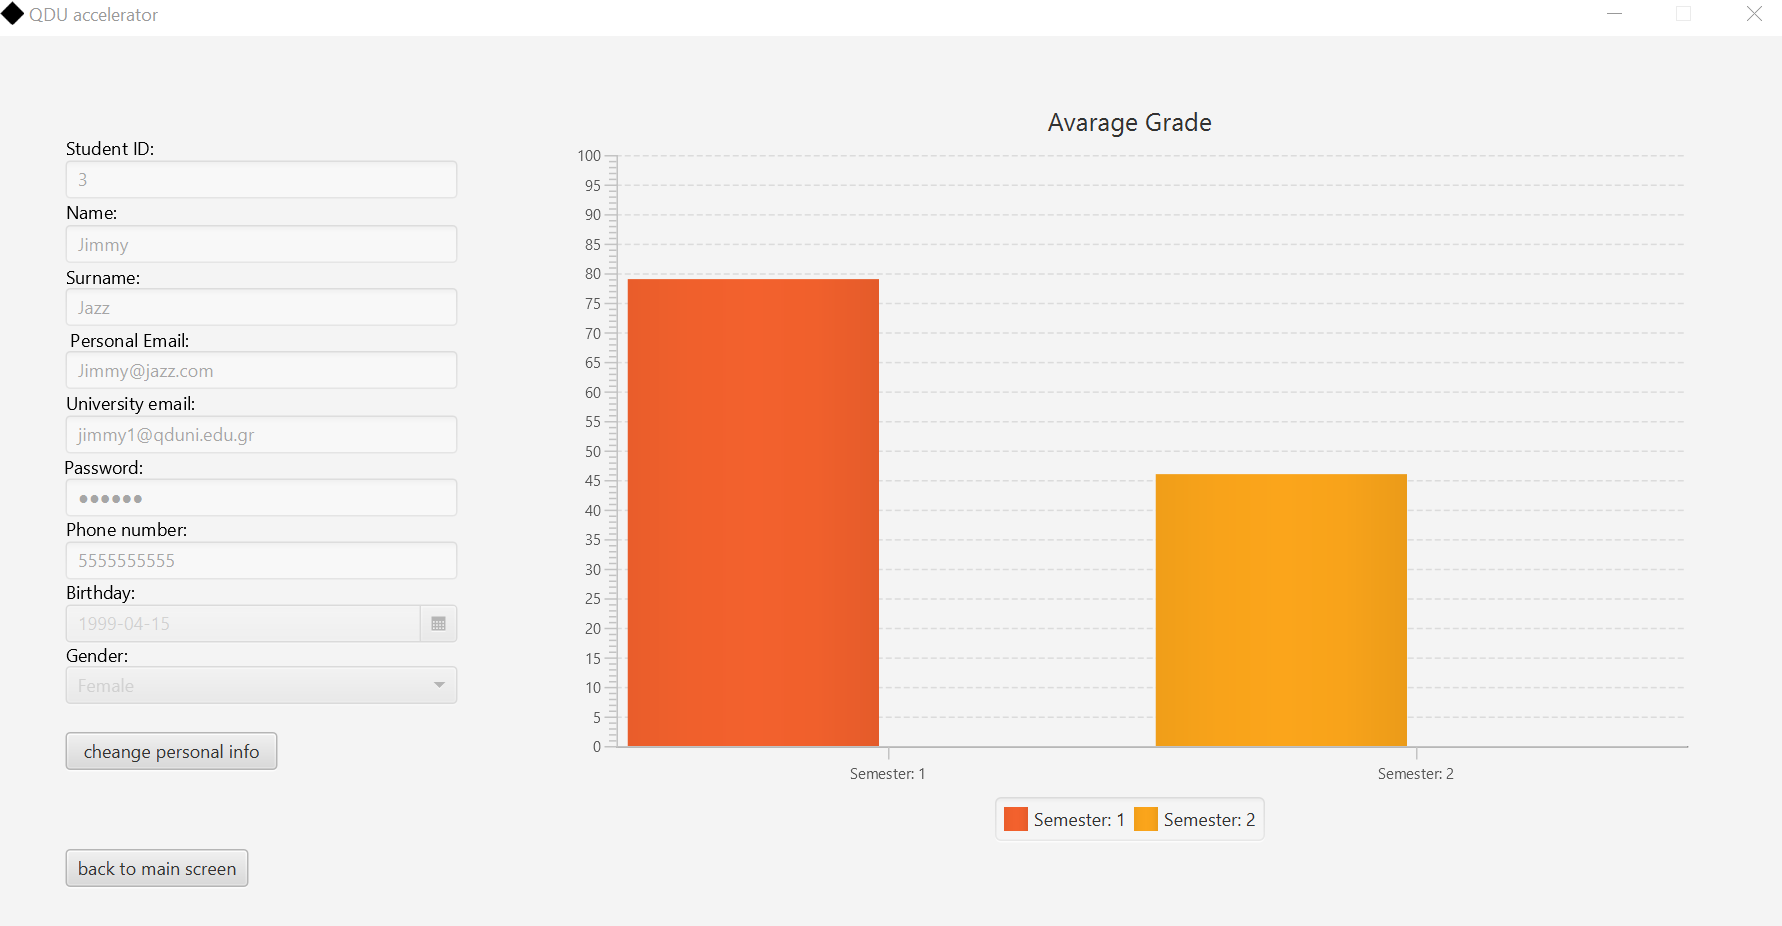 QDU accelerator
Student ID:
3
Name:
Jimmy
Surname:
Jazz
Personal Email:
Jimmy@jazz.com
University email:
jimmy1@qduni.edu.gr
Password:
●●●●●●
Phone number:
5555555555
Birthday:
1999-04-15
Gender:
Female
cheange personal info
back to main screen
Avarage Grade
100
95
90
85
80
75
70
65
60
55
50
45
40
35
30
25
20
15
10
5
0
Semester: 1 Semester: 2
Semester: 1 Semester: 2